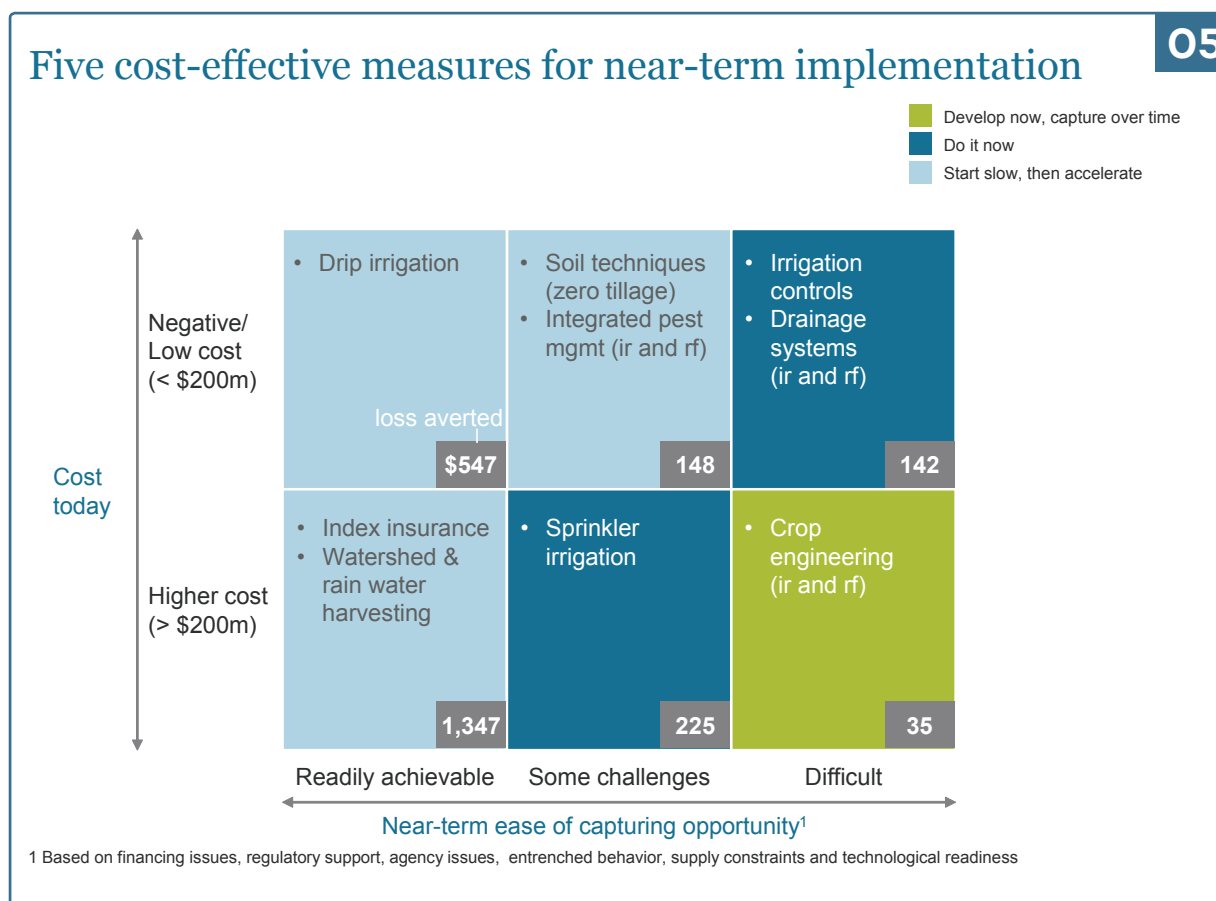 05
Five cost-effective measures for near-term implementation
Develop now, capture over time
Do it now
Start slow, then accelerate
Cost
today
Negative/
Low cost
(< $200m)
• Drip irrigation
loss averted
$547
• Soil techniques
(zero tillage)
• Integrated pest
mgmt (ir and rf)
148
• Irrigation
controls
• Drainage
systems
(ir and rf)
142
Higher cost
(> $200m)
• Index insurance
• Watershed &
rain water
harvesting
1,347
• Sprinkler
irrigation
225
• Crop
engineering
(ir and rf)
35
Readily achievable
Some challenges
Difficult
Near-term ease of capturing opportunity1
1 Based on financing issues, regulatory support, agency issues, entrenched behavior, supply constraints and technological readiness